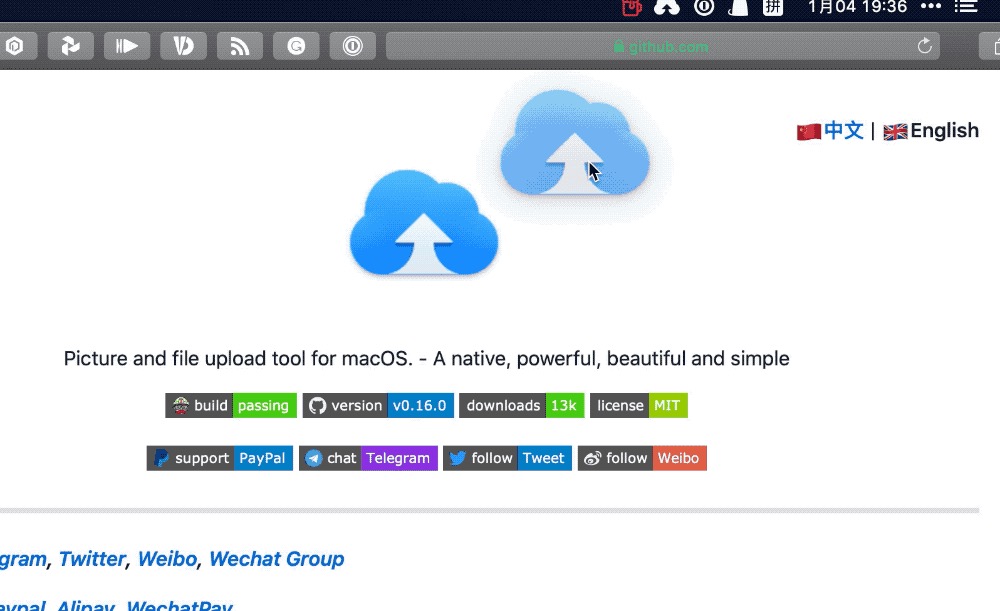 拼 1月04 19:36
github.com
🇨🇳中文 | 🇬🇧English
Picture and file upload tool for macOS. - A native, powerful, beautiful and simple
build passing version v0.16.0 downloads 13k license MIT
support PayPal chat Telegram follow Tweet follow Weibo
gram, Twitter, Weibo, Wechat Group
aypal, Alipay, WechatPay